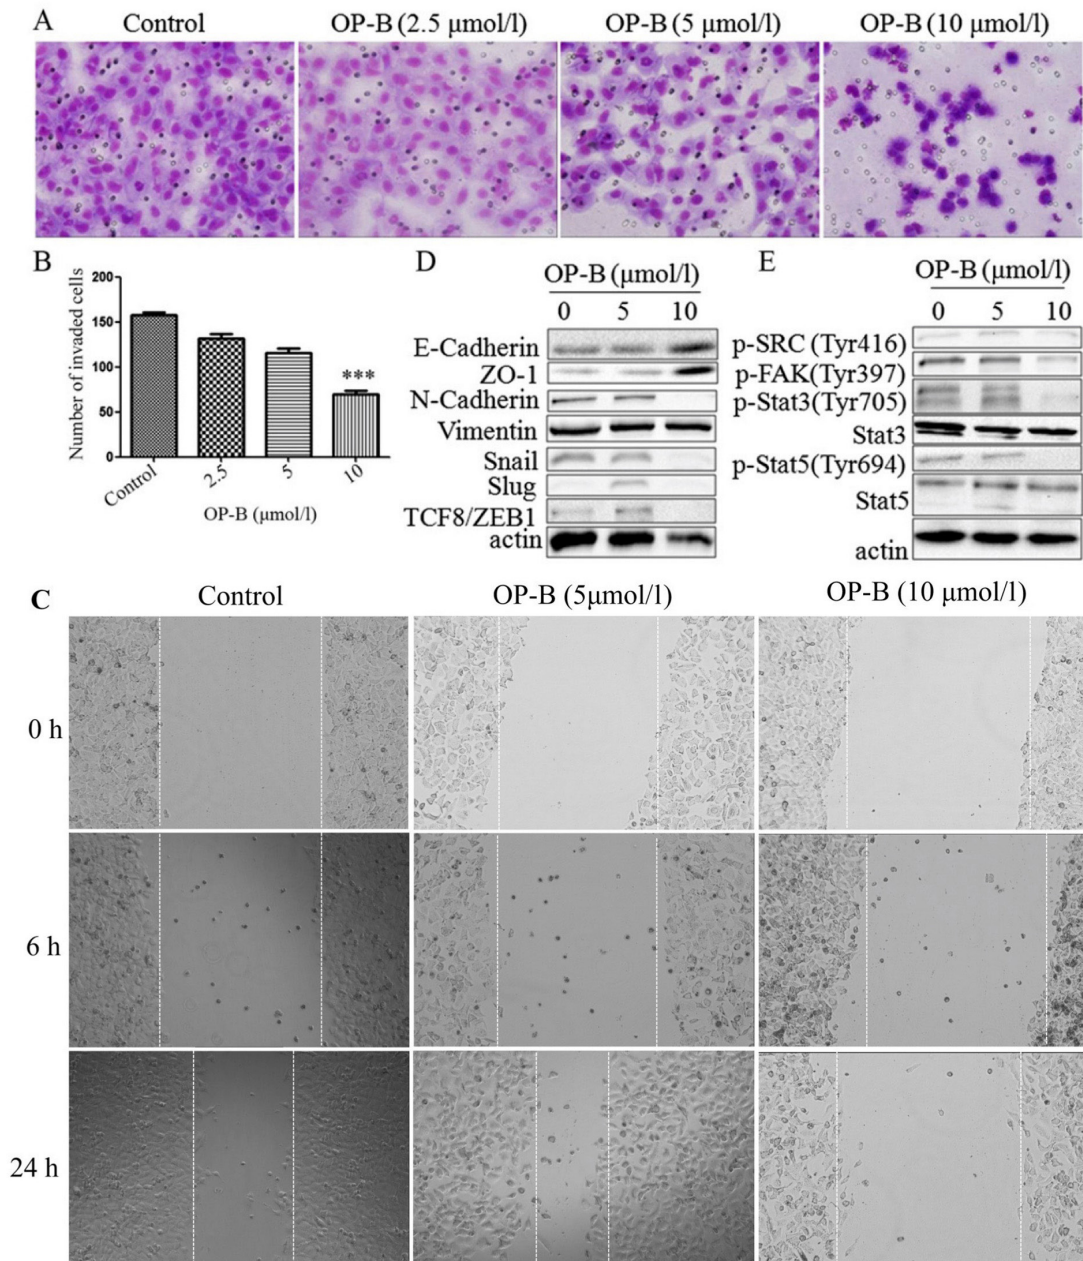 A
Control
OP-B (2.5 μmol/l)
OP-B (5 μmol/l)
OP-B (10 μmol/l)
B
Number of invaded cells
200
150
100
50
0
***
Control
2.5
5
10
OP-B (μmol/l)
D
OP-B (μmol/l)
0 5 10
E-Cadherin
ZO-1
N-Cadherin
Vimentin
Snail
Slug
TCF8/ZEB1
actin
E
OP-B (μmol/l)
0 5 10
p-SRC (Tyr416)
p-FAK(Tyr397)
p-Stat3(Tyr705)
Stat3
p-Stat5(Tyr694)
Stat5
actin
C
Control
OP-B (5μmol/l)
OP-B (10 μmol/l)
0 h
6 h
24 h